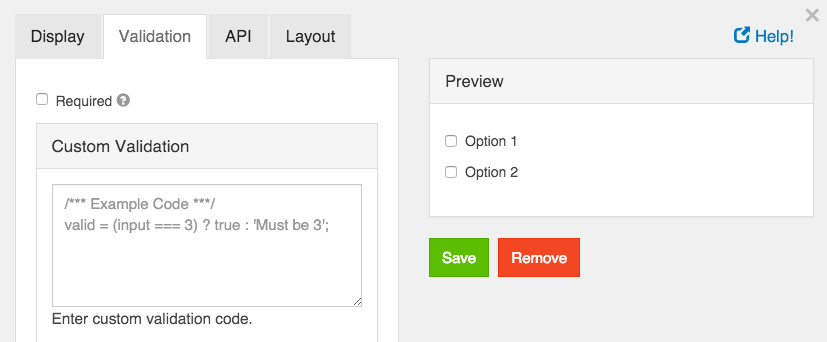 Display
Validation
API
Layout
Help!
Required
Custom Validation
/*** Example Code ***/
valid = (input === 3) ? true : 'Must be 3';
Enter custom validation code.
Preview
Option 1
Option 2
Save
Remove